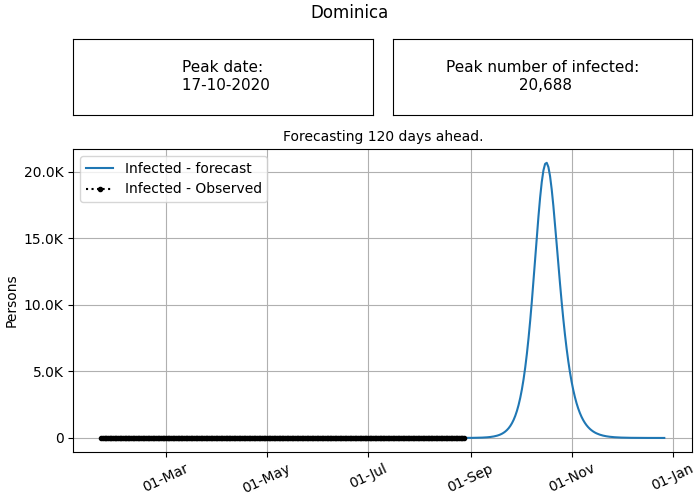 Dominica
Peak date:
17-10-2020
Peak number of infected:
20,688
Forecasting 120 days ahead.
Infected - forecast
Infected - Observed
20.0K
15.0K
10.0K
5.0K
0
Persons
01-Mar
01-May
01-Jul
01-Sep
01-Nov
01-Jan